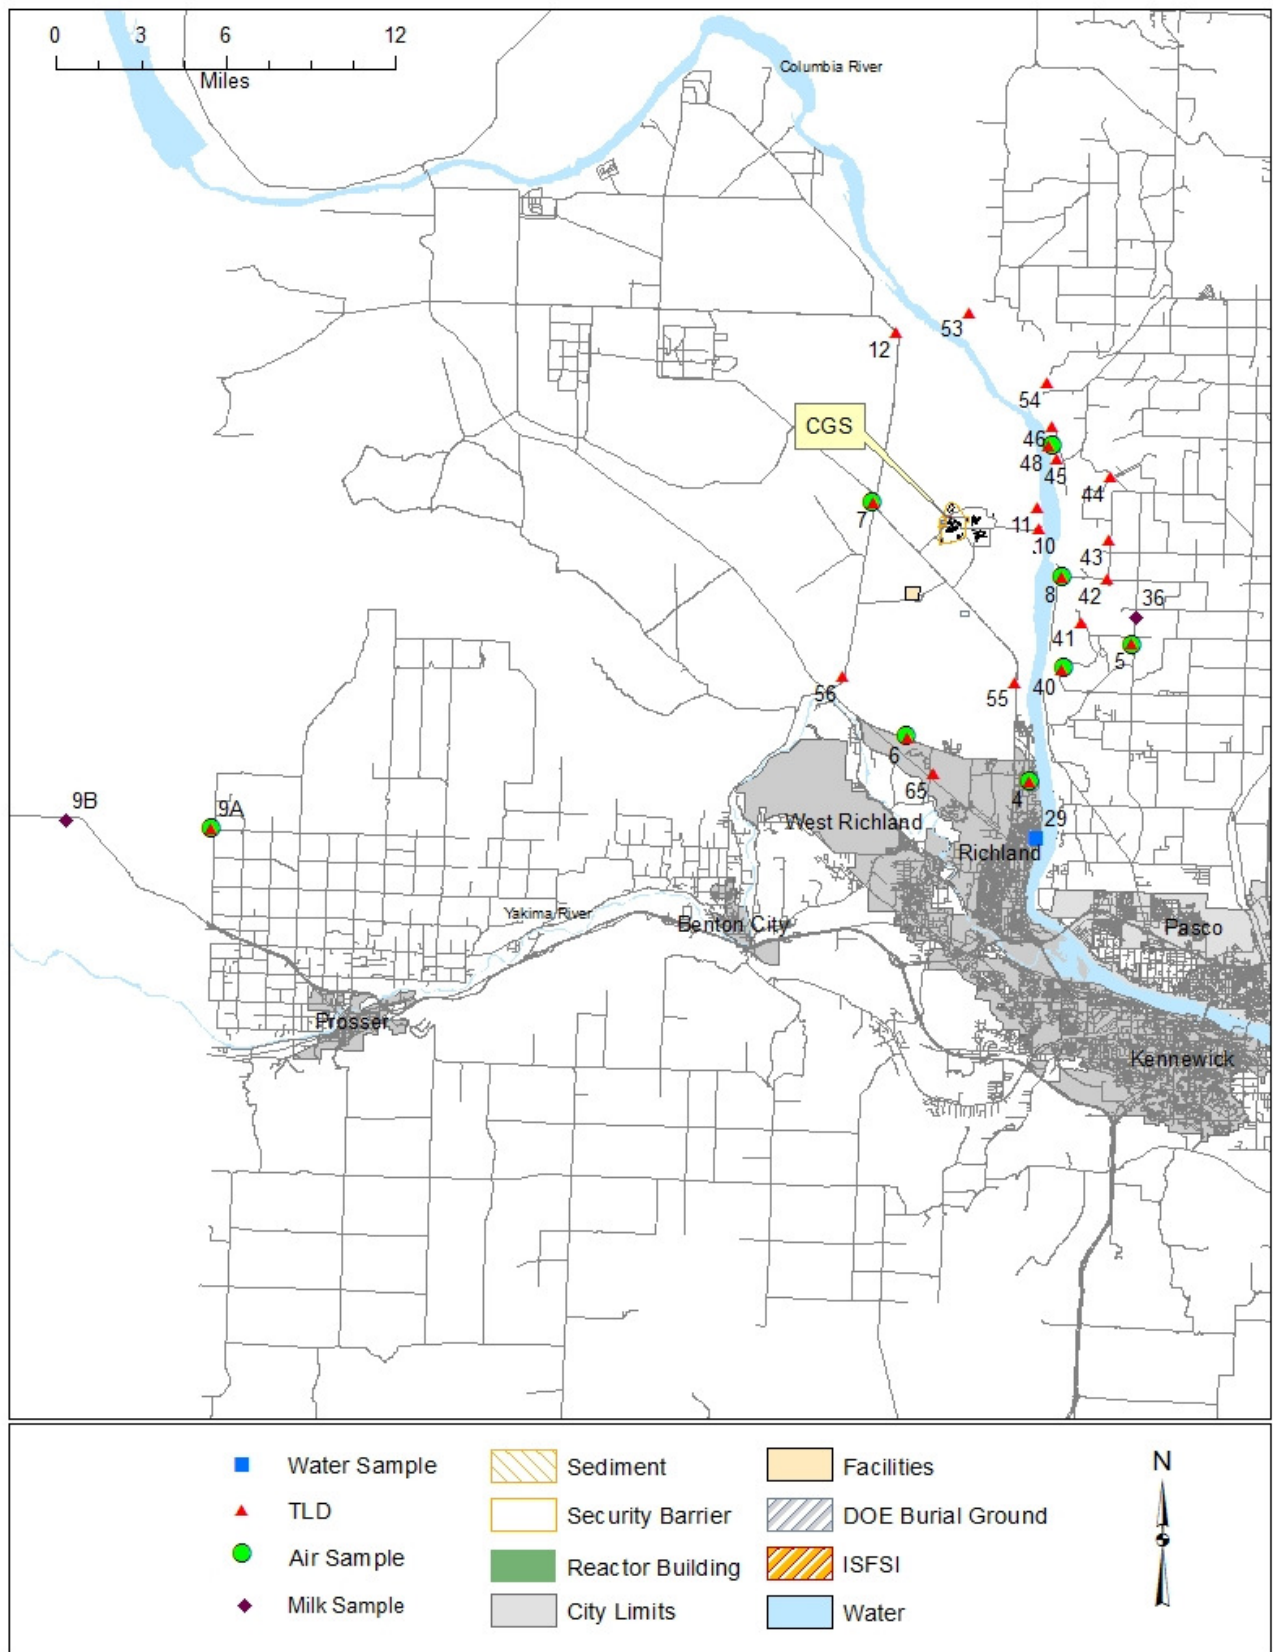 0 3 6 12
Miles
Columbia River
53
12
54
CGS
46
48
45
44
7
11
10
43
8
42
36
41
5
40
56
55
6
65
4
9B
9A
29
West Richland
Richland
Yakima River
Benton City
Pasco
Prosser
Kennewick
Water Sample
TLD
Air Sample
Milk Sample
Sediment
Security Barrier
Reactor Building
City Limits
Facilities
DOE Burial Ground
ISFSI
Water
N